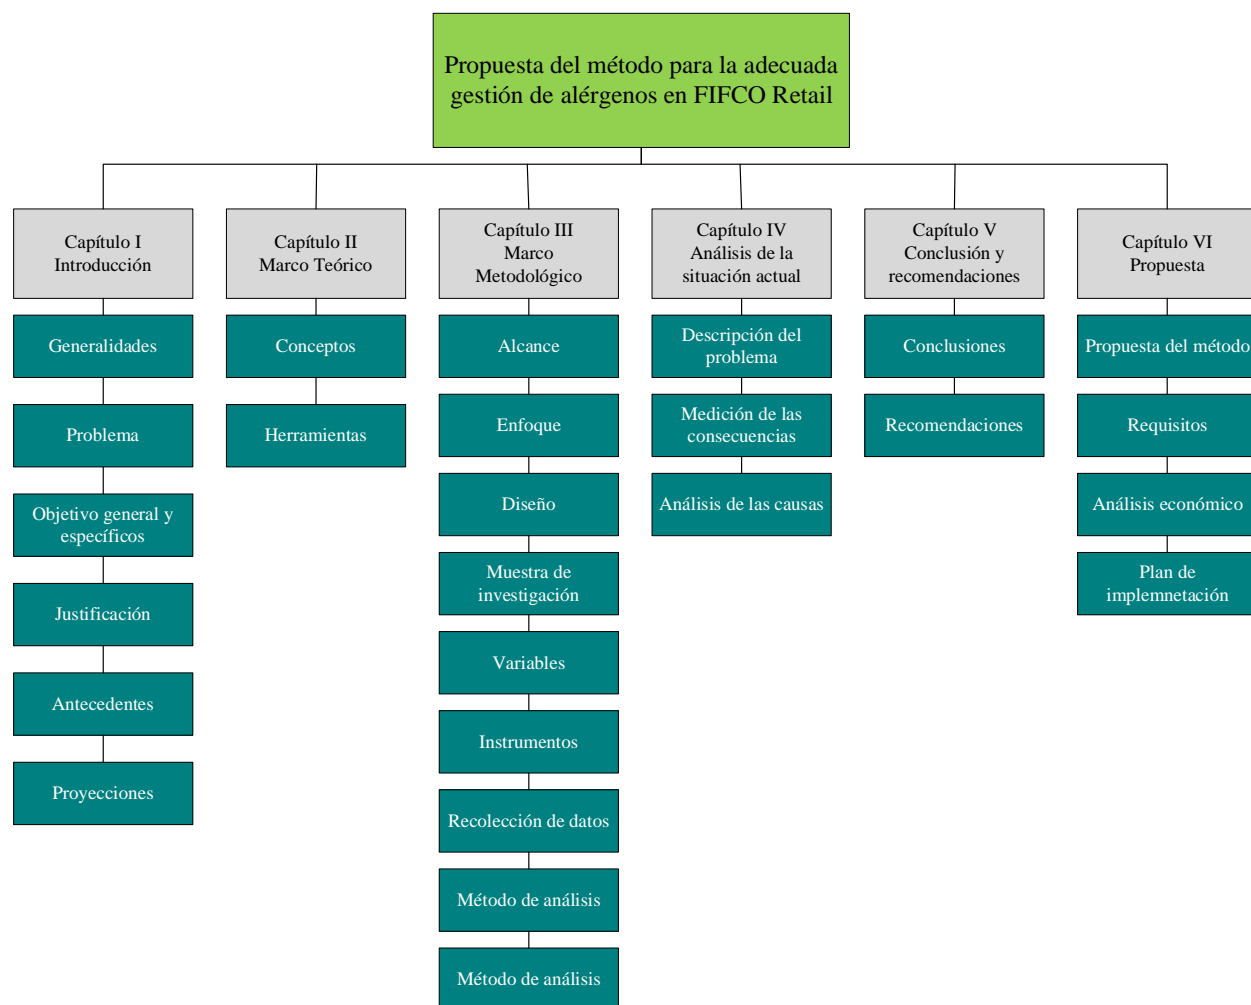 Propuesta del método para la adecuada
gestión de alérgenos en FIFCO Retail
Capítulo I
Introducción
Generalidades
Problema
Objetivo general y
específicos
Justificación
Antecedentes
Proyecciones
Capítulo II
Marco Teórico
Conceptos
Herramientas
Capítulo III
Marco
Metodológico
Alcance
Enfoque
Diseño
Muestra de
investigación
Variables
Instrumentos
Recolección de datos
Método de análisis
Método de análisis
Capítulo IV
Análisis de la
situación actual
Descripción del
problema
Medición de las
consecuencias
Análisis de las causas
Capítulo V
Conclusión y
recomendaciones
Conclusiones
Recomendaciones
Capítulo VI
Propuesta
Propuesta del método
Requisitos
Análisis económico
Plan de
implemnetación